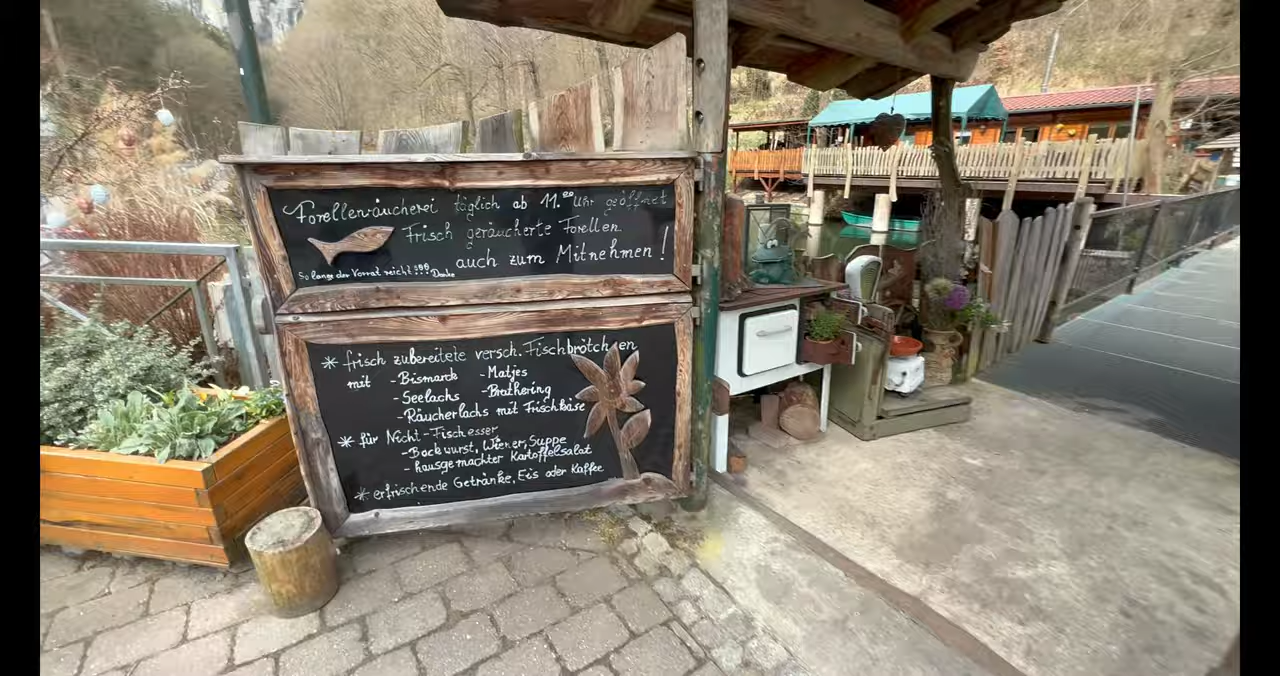 Forellenräucherei täglich ab 11.00 Uhr geöffnet
Frisch geräucherte Forellen
auch zum Mitnehmen!
So lange der Vorrat reicht!!! Danke
* frisch zubereitete versch. Fischbrötchen
mit - Bismarck - Matjes
- Seelachs - Brathering
- Räucherlachs mit Frischkäse
* für Nicht-Fischesser
- Bockwurst, Wiener, Suppe
- hausgemachter Kartoffelsalat
* erfrischende Getränke, Eis oder Kaffee